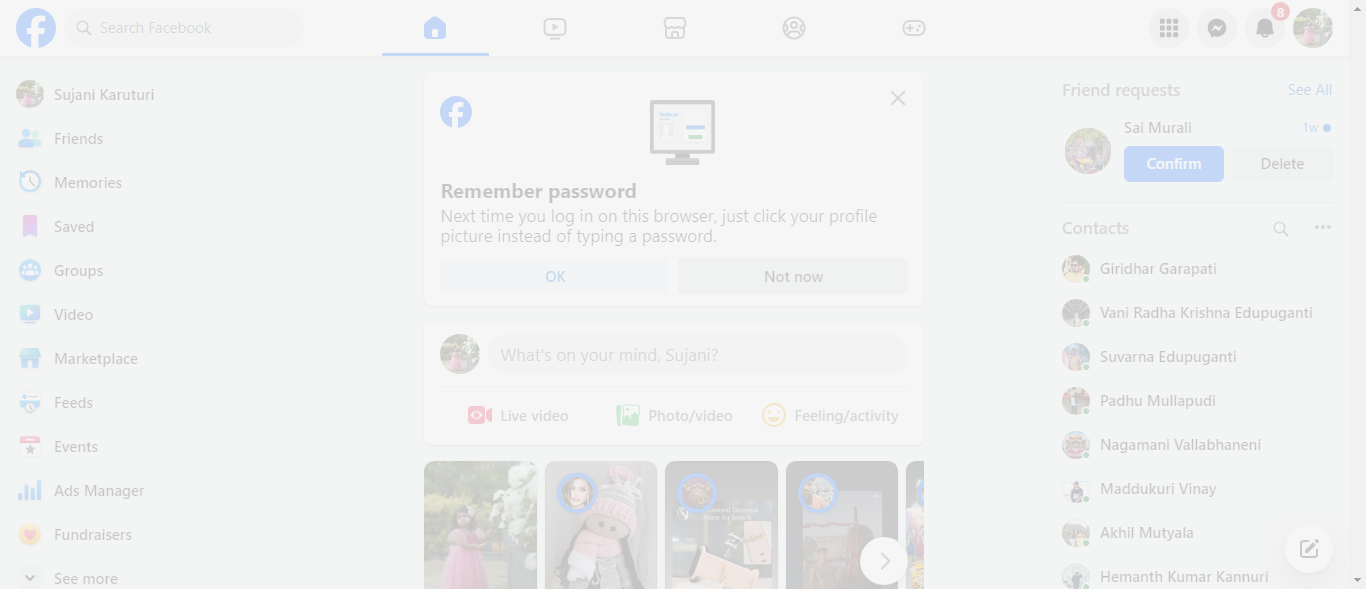 Search Facebook
8
Sujani Karuturi
Friends
Memories
Saved
Groups
Video
Marketplace
Feeds
Events
Ads Manager
Fundraisers
See more
Remember password
Next time you log in on this browser, just click your profile
picture instead of typing a password.
OK
Not now
What's on your mind, Sujani?
Live video
Photo/video
Feeling/activity
Friend requests
See All
Sai Murali
1w
Confirm
Delete
Contacts
Giridhar Garapati
Vani Radha Krishna Edupuganti
Suvarna Edupuganti
Padhu Mullapudi
Nagamani Vallabhaneni
Maddukuri Vinay
Akhil Mutyala
Hemanth Kumar Kannuri